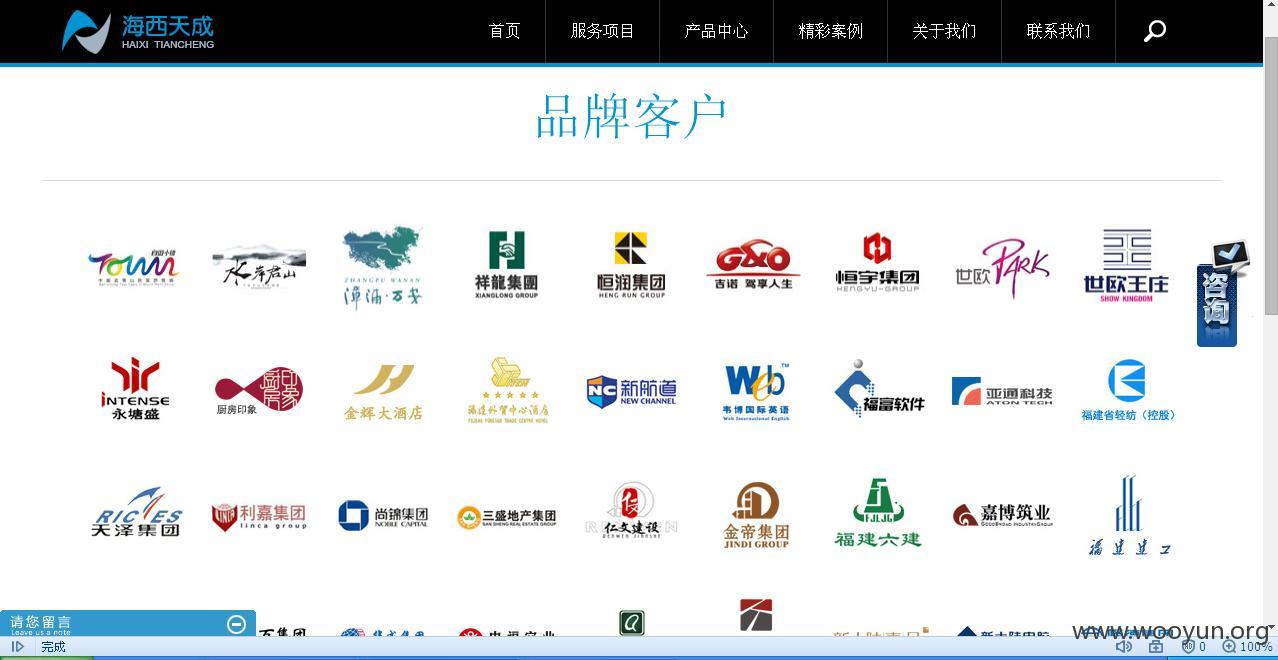 海西天成
HAIXI TIANCHENG
首页
服务项目
产品中心
精彩案例
关于我们
联系我们
品牌客户
TOWN
水岸君山
ZHANGPU WANAN
漳浦·万安
祥龍集團
XIANGLONG GROUP
恒润集团
HENG RUN GROUP
G&O
吉诺 驾享人生
恒宇集团
HENGYU-GROUP
世欧 PARK
世欧王庄
SHOW KINGDOM
咨询
INTENSE
永塘盛
厨房印象
金辉大酒店
福建外贸中心酒店
FUJIAN FOREIGN TRADE CENTRE HOTEL
NC 新航道
NEW CHANNEL
Web™
韦博国际英语
Web International English
福富软件
亚通科技
ATON TECH
福建省轻纺（控股）
RICHES
天泽集团
利嘉集团
linca group
尚锦集团
NOBLE CAPITAL
三盛地产集团
SAN SHENG REAL ESTATE GROUP
仁文建设
RENWEN JIANSHE
金帝集团
JINDI GROUP
FJLJG
福建六建
嘉博筑业
GOODBROAD INDUSTRYGROUP
福建建工
请您留言
Leave us a note
www.wooyun.org
完成
0
100%